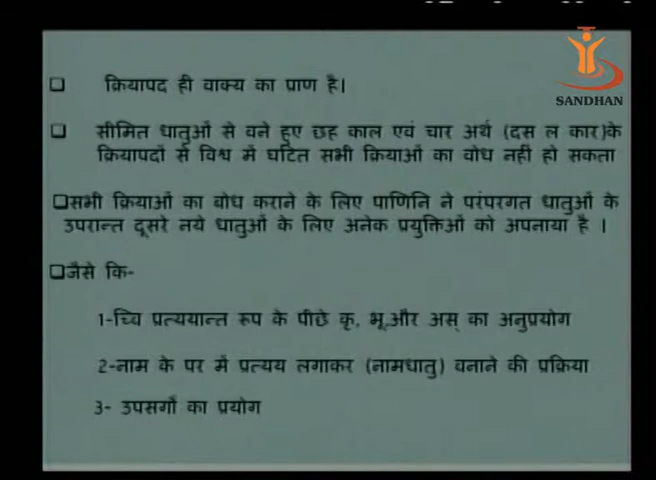 SANDHAN
❑ क्रियापद ही वाक्य का प्राण है।
❑ सीमित धातुओं से वने हुए छह काल एवं चार अर्थ (दस ल कार)के
क्रियापदों से विश्व में घटित सभी क्रियाओं का वोध नहीं हो सकता
❑सभी क्रियाओं का बोध कराने के लिए पाणिनि ने परंपरगत धातुओं के
उपरान्त दूसरे नये धातुओं के लिए अनेक प्रयुक्तिओं को अपनाया है ।
❑जैसे कि-
1-च्वि प्रत्ययान्त रूप के पीछे कृ, भू,और अस् का अनुप्रयोग
2-नाम के पर में प्रत्यय लगाकर (नामधातु) वनाने की प्रक्रिया
3- उपसर्गों का प्रयोग